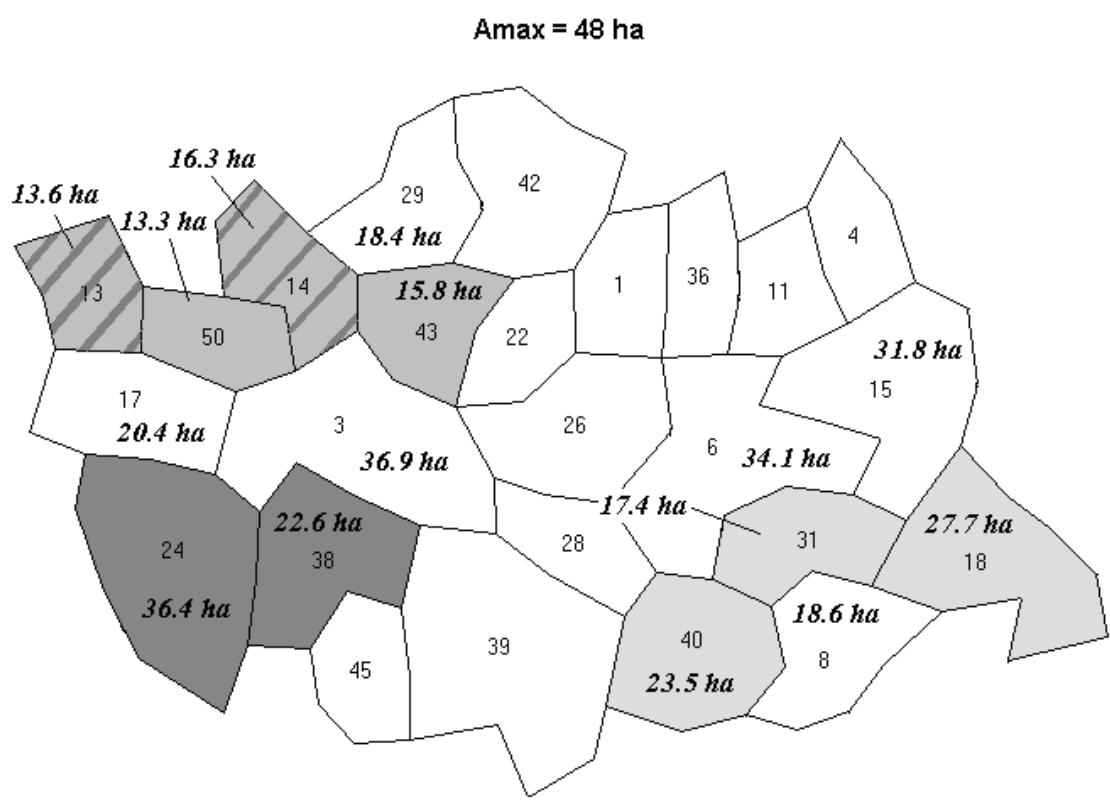 Amax = 48 ha
16.3 ha
13.6 ha
13.3 ha
29
42
18.4 ha
4
1
36
11
13
14
15.8 ha
50
43
22
31.8 ha
15
17
20.4 ha
3
36.9 ha
26
6
34.1 ha
17.4 ha
22.6 ha
27.7 ha
24
38
28
31
18
36.4 ha
18.6 ha
45
39
40
23.5 ha
8